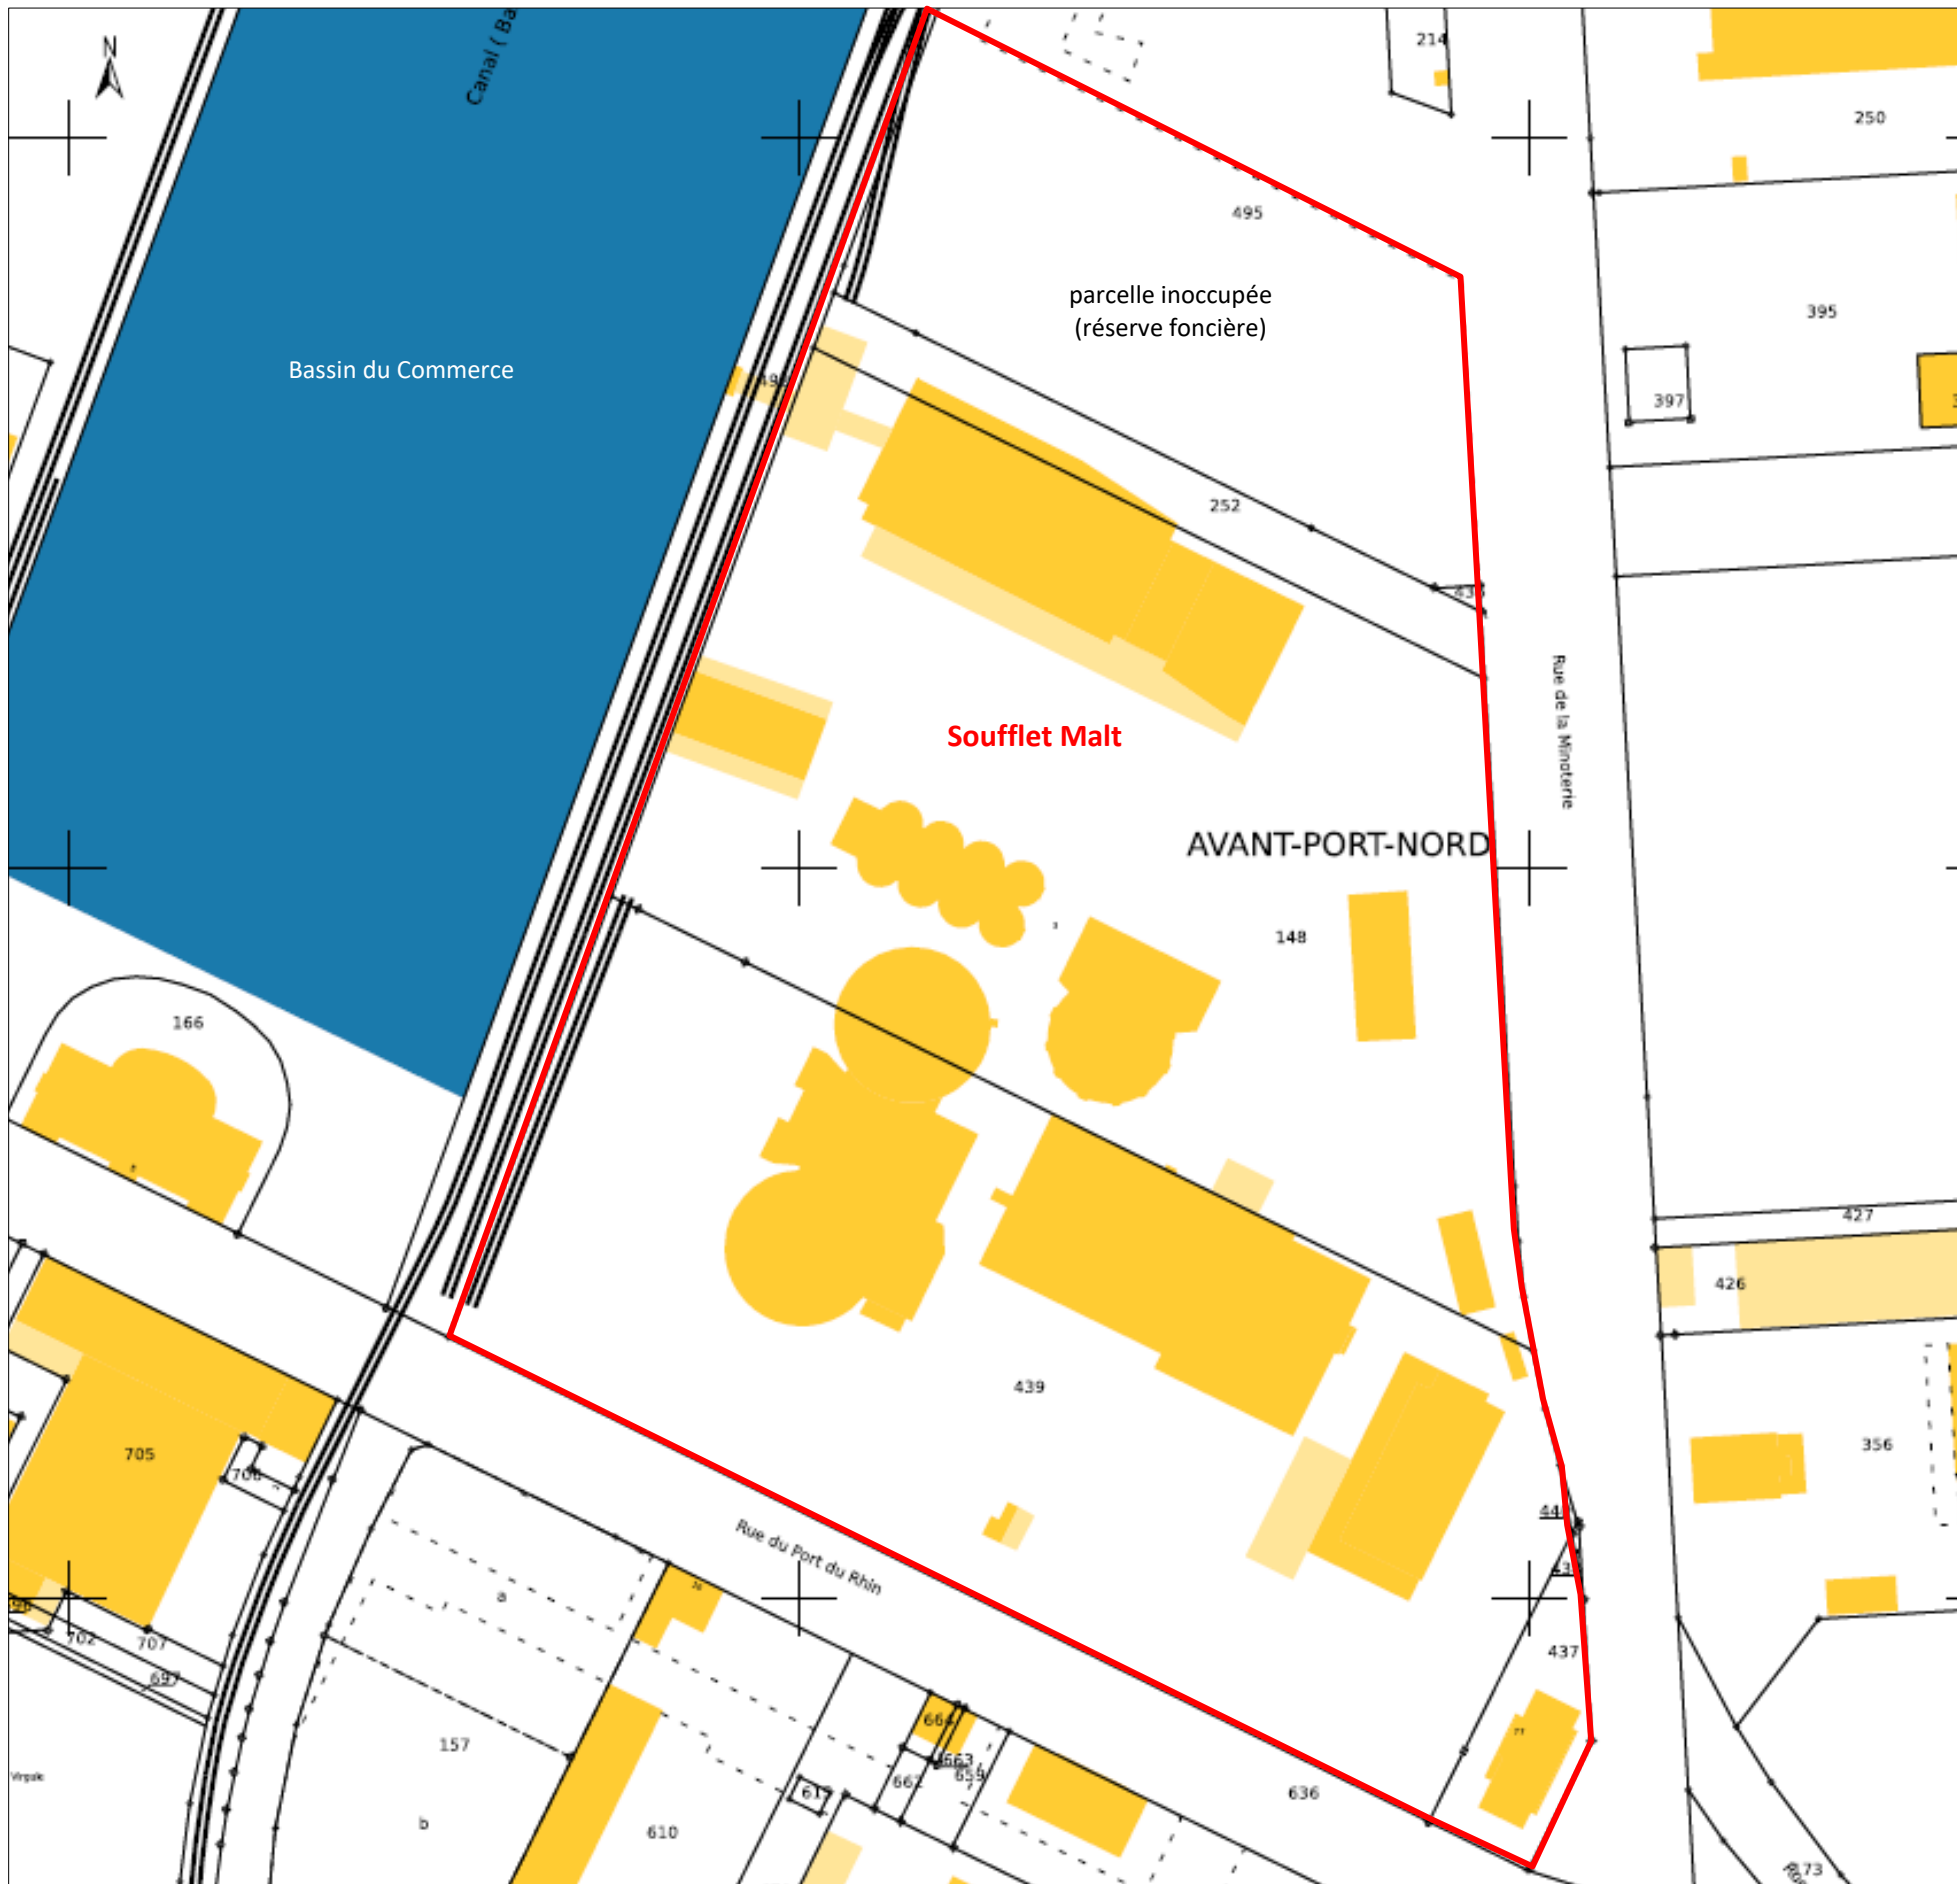 N
Canal ( Ba
214
250
495
parcelle inoccupée
(réserve foncière)
395
Bassin du Commerce
397
252
Rue de la Minoterie
Soufflet Malt
AVANT-PORT-NORD
148
166
427
426
439
705
356
Rue du Port du Rhin
a
702
707
697
437
157
664
663
659
662
636
b
610
173